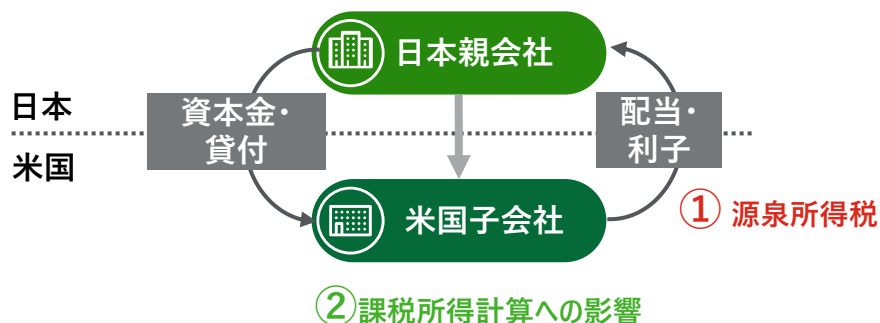 日本親会社
日本
資本金・
貸付
配当・
利子
米国
米国子会社
① 源泉所得税
②課税所得計算への影響